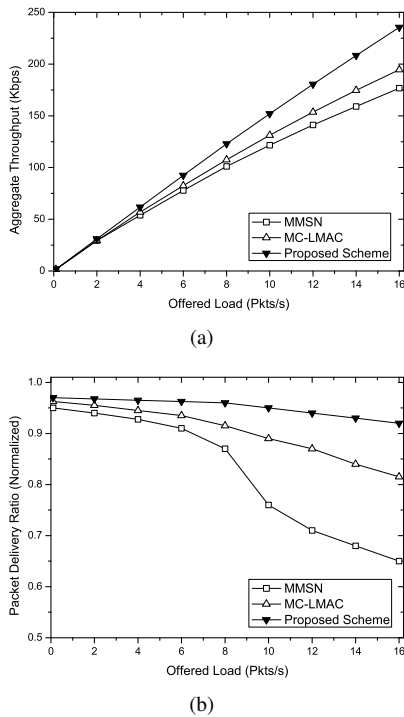 250
200
150
100
50
0
Aggregate Throughput (Kbps)
MMSN
MC-LMAC
Proposed Scheme
0 2 4 6 8 10 12 14 16
Offered Load (Pkts/s)
(a)
1.0
0.9
0.8
0.7
0.6
0.5
Packet Delivery Ratio (Normalized)
MMSN
MC-LMAC
Proposed Scheme
0 2 4 6 8 10 12 14 16
Offered Load (Pkts/s)
(b)